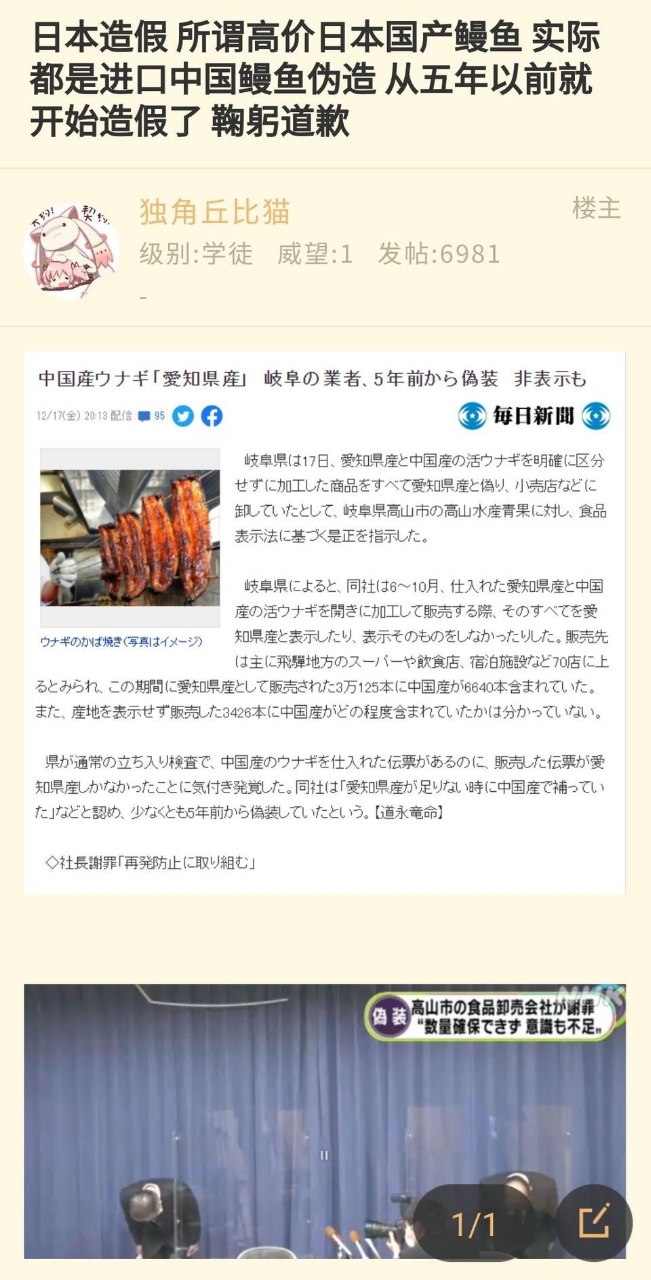 日本造假 所谓高价日本国产鳗鱼 实际
都是进口中国鳗鱼伪造 从五年以前就
开始造假了 鞠躬道歉
独角丘比猫
楼主
级别:学徒 威望:1 发帖:6981
-
中国産ウナギ「愛知県産」 岐阜の業者、5年前から偽装 非表示も
12/17(金) 20:13 配信 95
毎日新聞
岐阜県は17日、愛知県産と中国産の活ウナギを明確に区分
せずに加工した商品をすべて愛知県産と偽り、小売店などに
卸していたとして、岐阜県高山市の高山水産青果に対し、食品
表示法に基づく是正を指示した。
岐阜県によると、同社は6〜10月、仕入れた愛知県産と中国
産の活ウナギを開きに加工して販売する際、そのすべてを愛
知県産と表示したり、表示そのものをしなかったりした。販売先
は主に飛騨地方のスーパーや飲食店、宿泊施設など70店に上
るとみられ、この期間に愛知県産として販売された3万125本に中国産が6640本含まれていた。
また、産地を表示せず販売した3426本に中国産がどの程度含まれていたかは分かっていない。
ウナギのかば焼き(写真はイメージ)
県が通常の立ち入り検査で、中国産のウナギを仕入れた伝票があるのに、販売した伝票が愛
知県産しかなかったことに気付き発覚した。同社は「愛知県産が足りない時に中国産で補ってい
た」などと認め、少なくとも5年前から偽装していたという。【道永竜命】
◇社長謝罪「再発防止に取り組む」
NHK
偽装
高山市の食品卸売会社が謝罪
“数量確保できず 意識も不足„
1/1